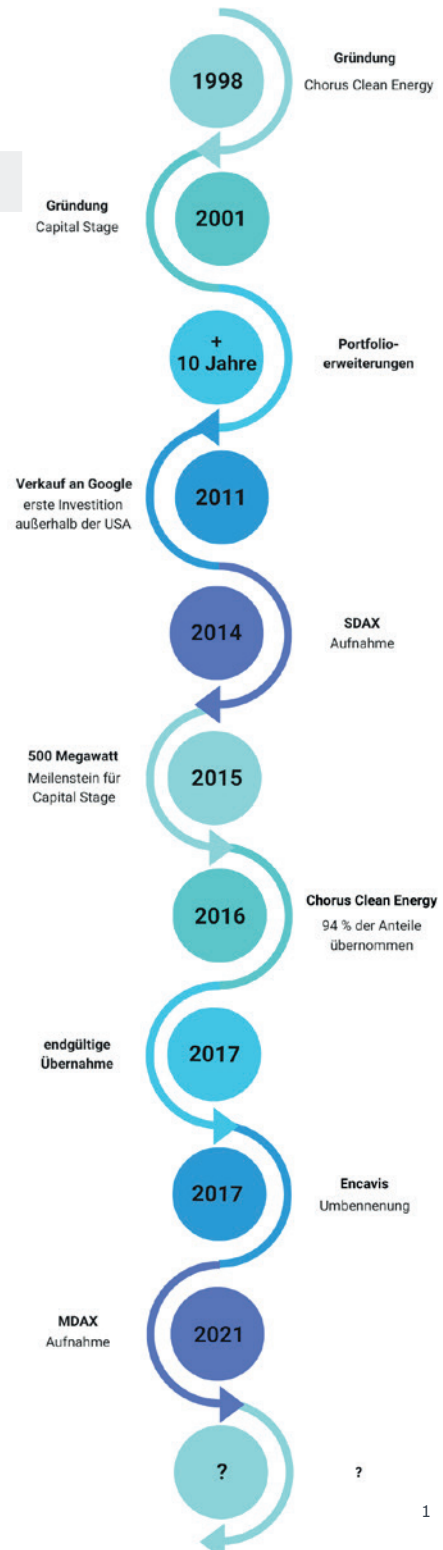 1998
Gründung
Chorus Clean Energy
Gründung
Capital Stage
2001
+
10 Jahre
Portfolio-
erweiterungen
Verkauf an Google
erste Investition
außerhalb der USA
2011
2014
SDAX
Aufnahme
500 Megawatt
Meilenstein für
Capital Stage
2015
2016
Chorus Clean Energy
94 % der Anteile
übernommen
endgültige
Übernahme
2017
2017
Encavis
Umbennenung
MDAX
Aufnahme
2021
?
?
1